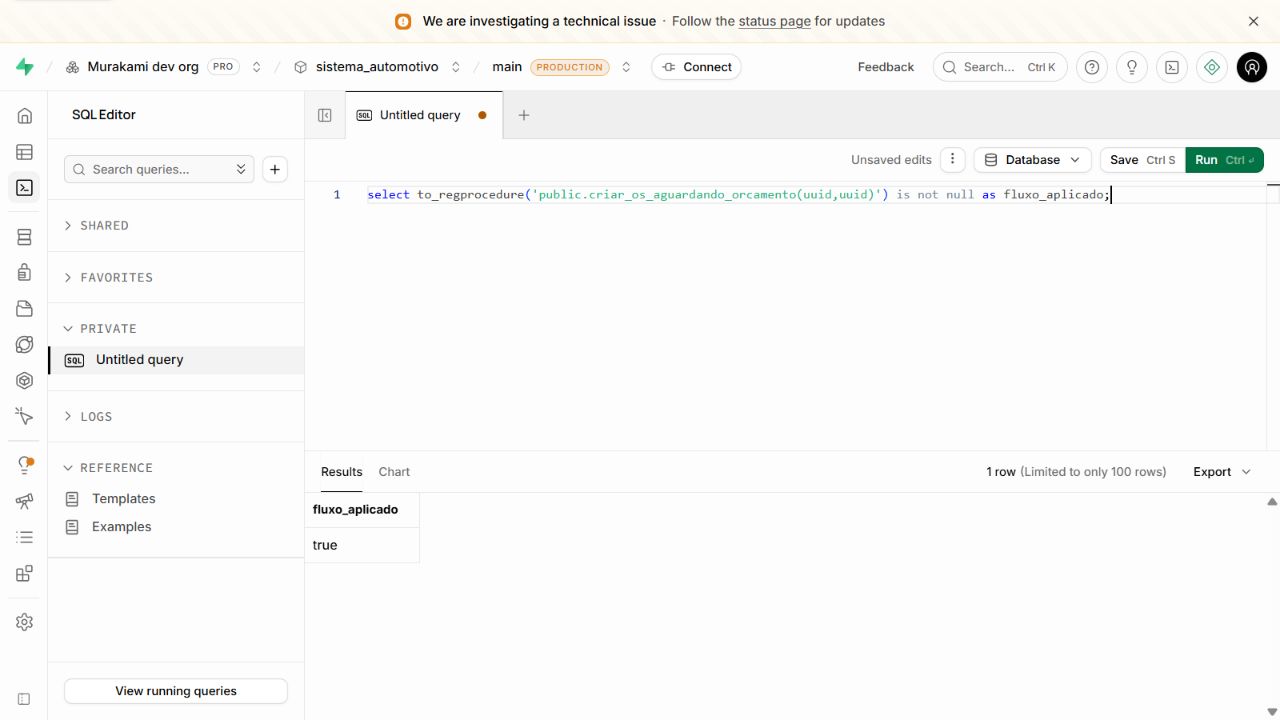 We are investigating a technical issue · Follow the status page for updates
Murakami dev org PRO / sistema_automotivo / main PRODUCTION Connect Feedback Search... Ctrl K
SQL Editor
SQL Untitled query
Search queries...
Unsaved edits Database Save Ctrl S Run Ctrl ↵
1 select to_regprocedure('public.criar_os_aguardando_orcamento(uuid,uuid)') is not null as fluxo_aplicado;
SHARED
FAVORITES
PRIVATE
SQL Untitled query
LOGS
REFERENCE
Templates
Examples
View running queries
Results Chart 1 row (Limited to only 100 rows) Export
fluxo_aplicado
true